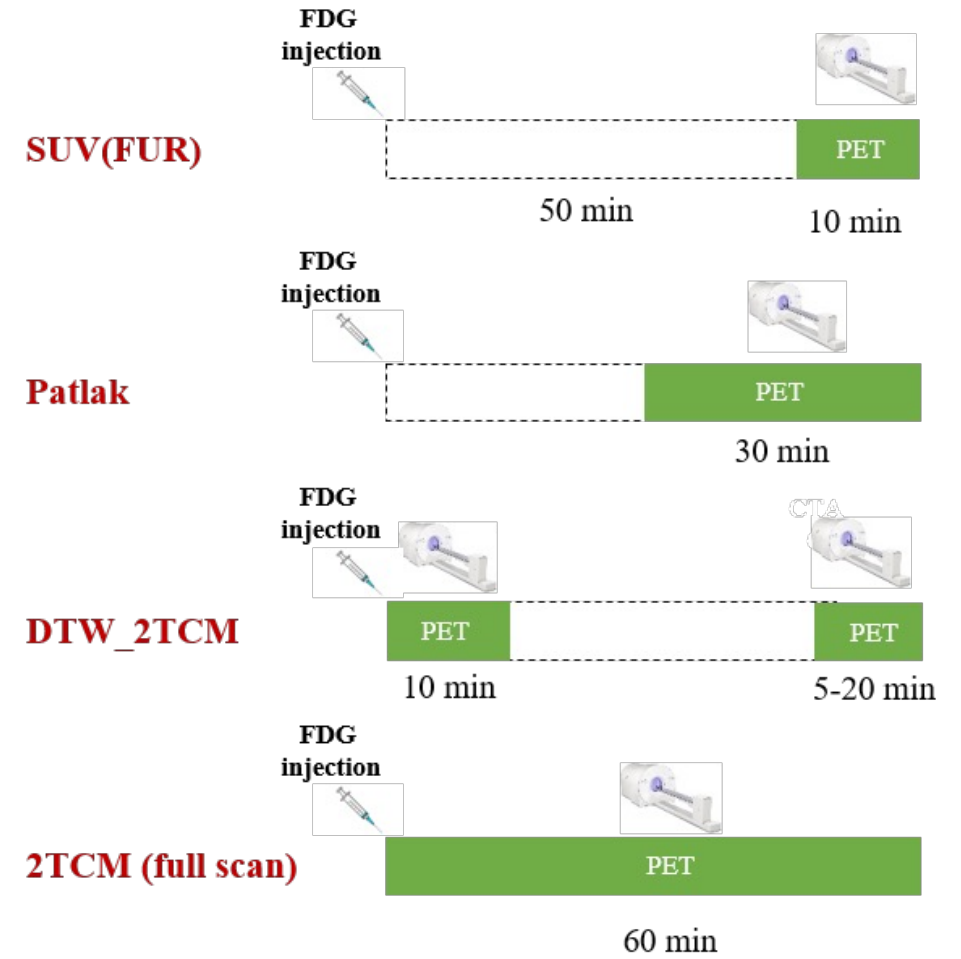 FDG
injection
SUV(FUR)
PET
50 min
10 min
FDG
injection
Patlak
PET
30 min
FDG
injection
CTA
DTW_2TCM
PET
PET
10 min
5-20 min
FDG
injection
2TCM (full scan)
PET
60 min